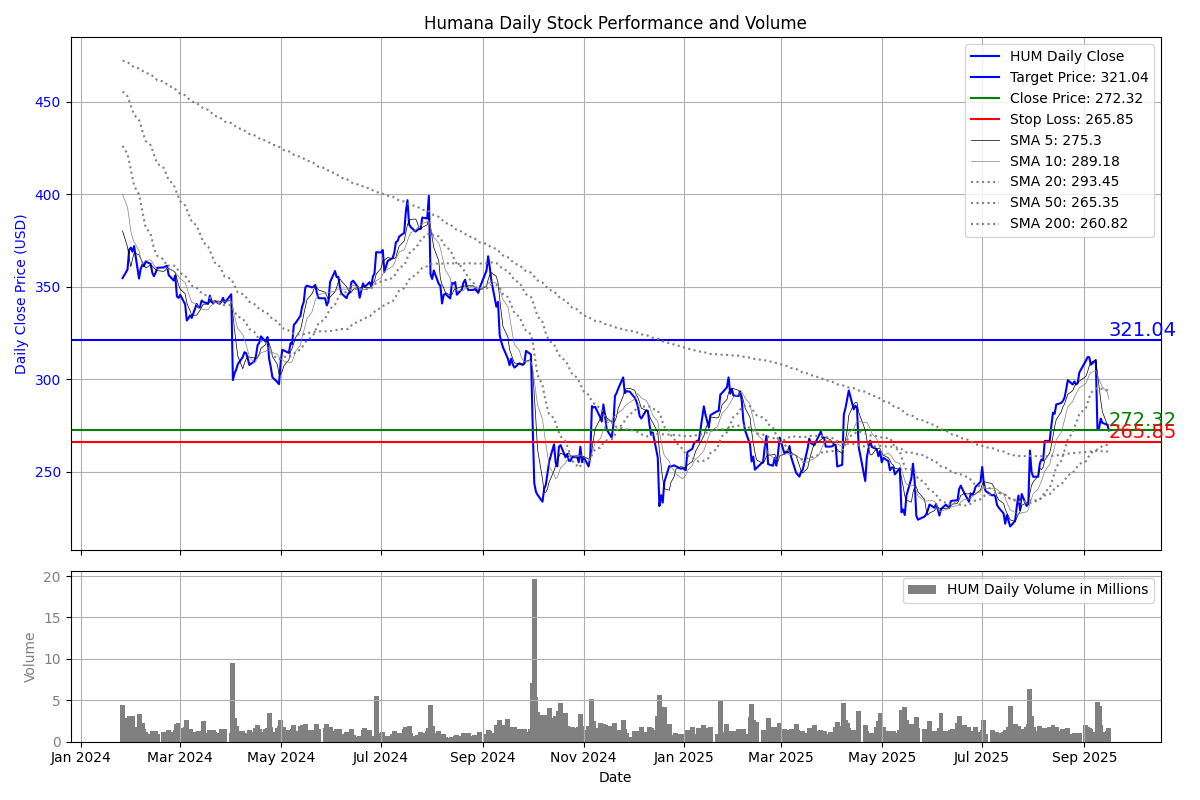 Humana Daily Stock Performance and Volume
Daily Close Price (USD)
450
400
350
300
250
HUM Daily Close
Target Price: 321.04
Close Price: 272.32
Stop Loss: 265.85
SMA 5: 275.3
SMA 10: 289.18
SMA 20: 293.45
SMA 50: 265.35
SMA 200: 260.82
321.04
272.32
265.85
Volume
20
15
10
5
0
HUM Daily Volume in Millions
Jan 2024 Mar 2024 May 2024 Jul 2024 Sep 2024 Nov 2024 Jan 2025 Mar 2025 May 2025 Jul 2025 Sep 2025
Date